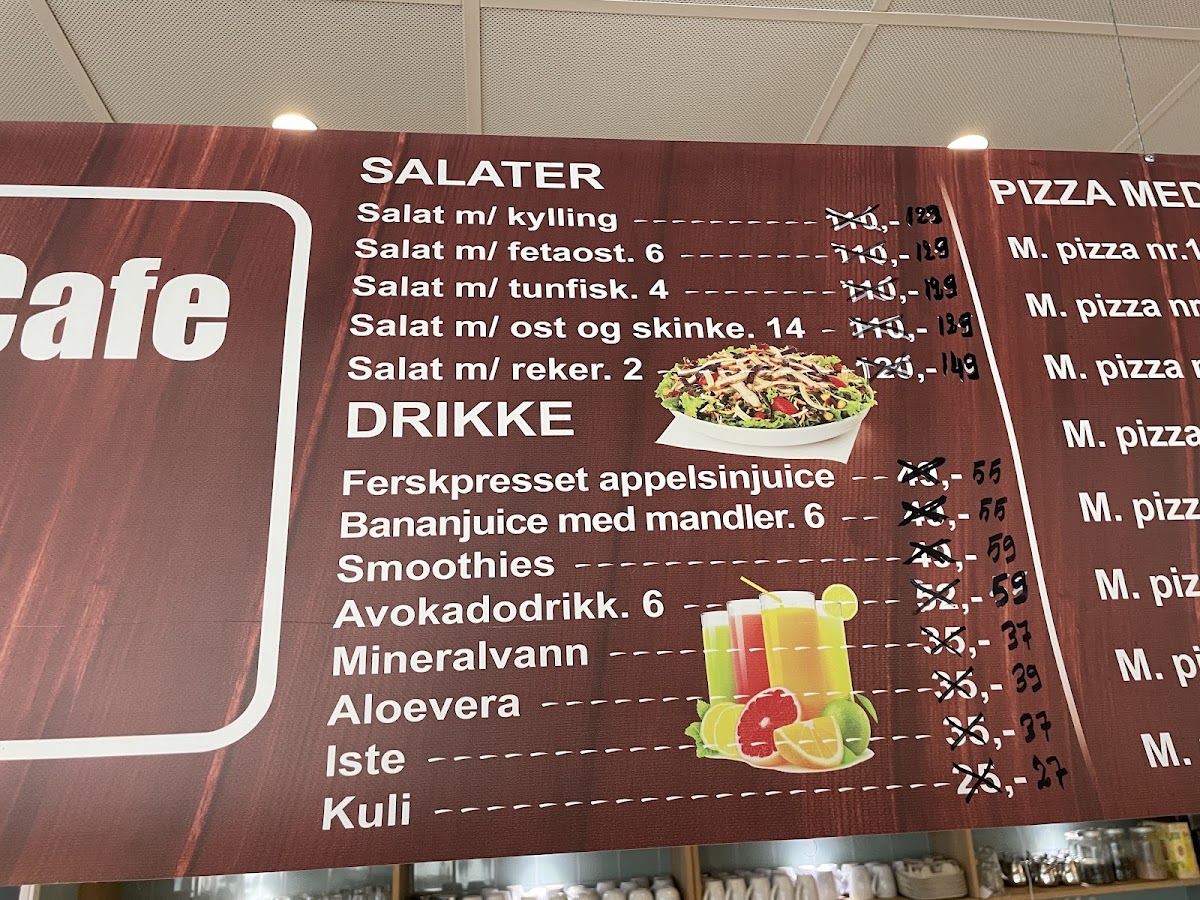 Cafe
SALATER
Salat m/ kylling 110,- 129
Salat m/ fetaost. 6 110,- 129
Salat m/ tunfisk. 4 110,- 129
Salat m/ ost og skinke. 14 110,- 129
Salat m/ reker. 2 120,- 149
DRIKKE
Ferskpresset appelsinjuice ,- 55
Bananjuice med mandler. 6 ,- 55
Smoothies 49,- 59
Avokadodrikk. 6 52,- 59
Mineralvann 35,- 37
Aloevera 35,- 39
Iste 35,- 37
Kuli 25,- 27
PIZZA MED
M. pizza nr.1
M. pizza nr
M. pizza
M. pizza
M. pizz
M. piz
M. pi
M.